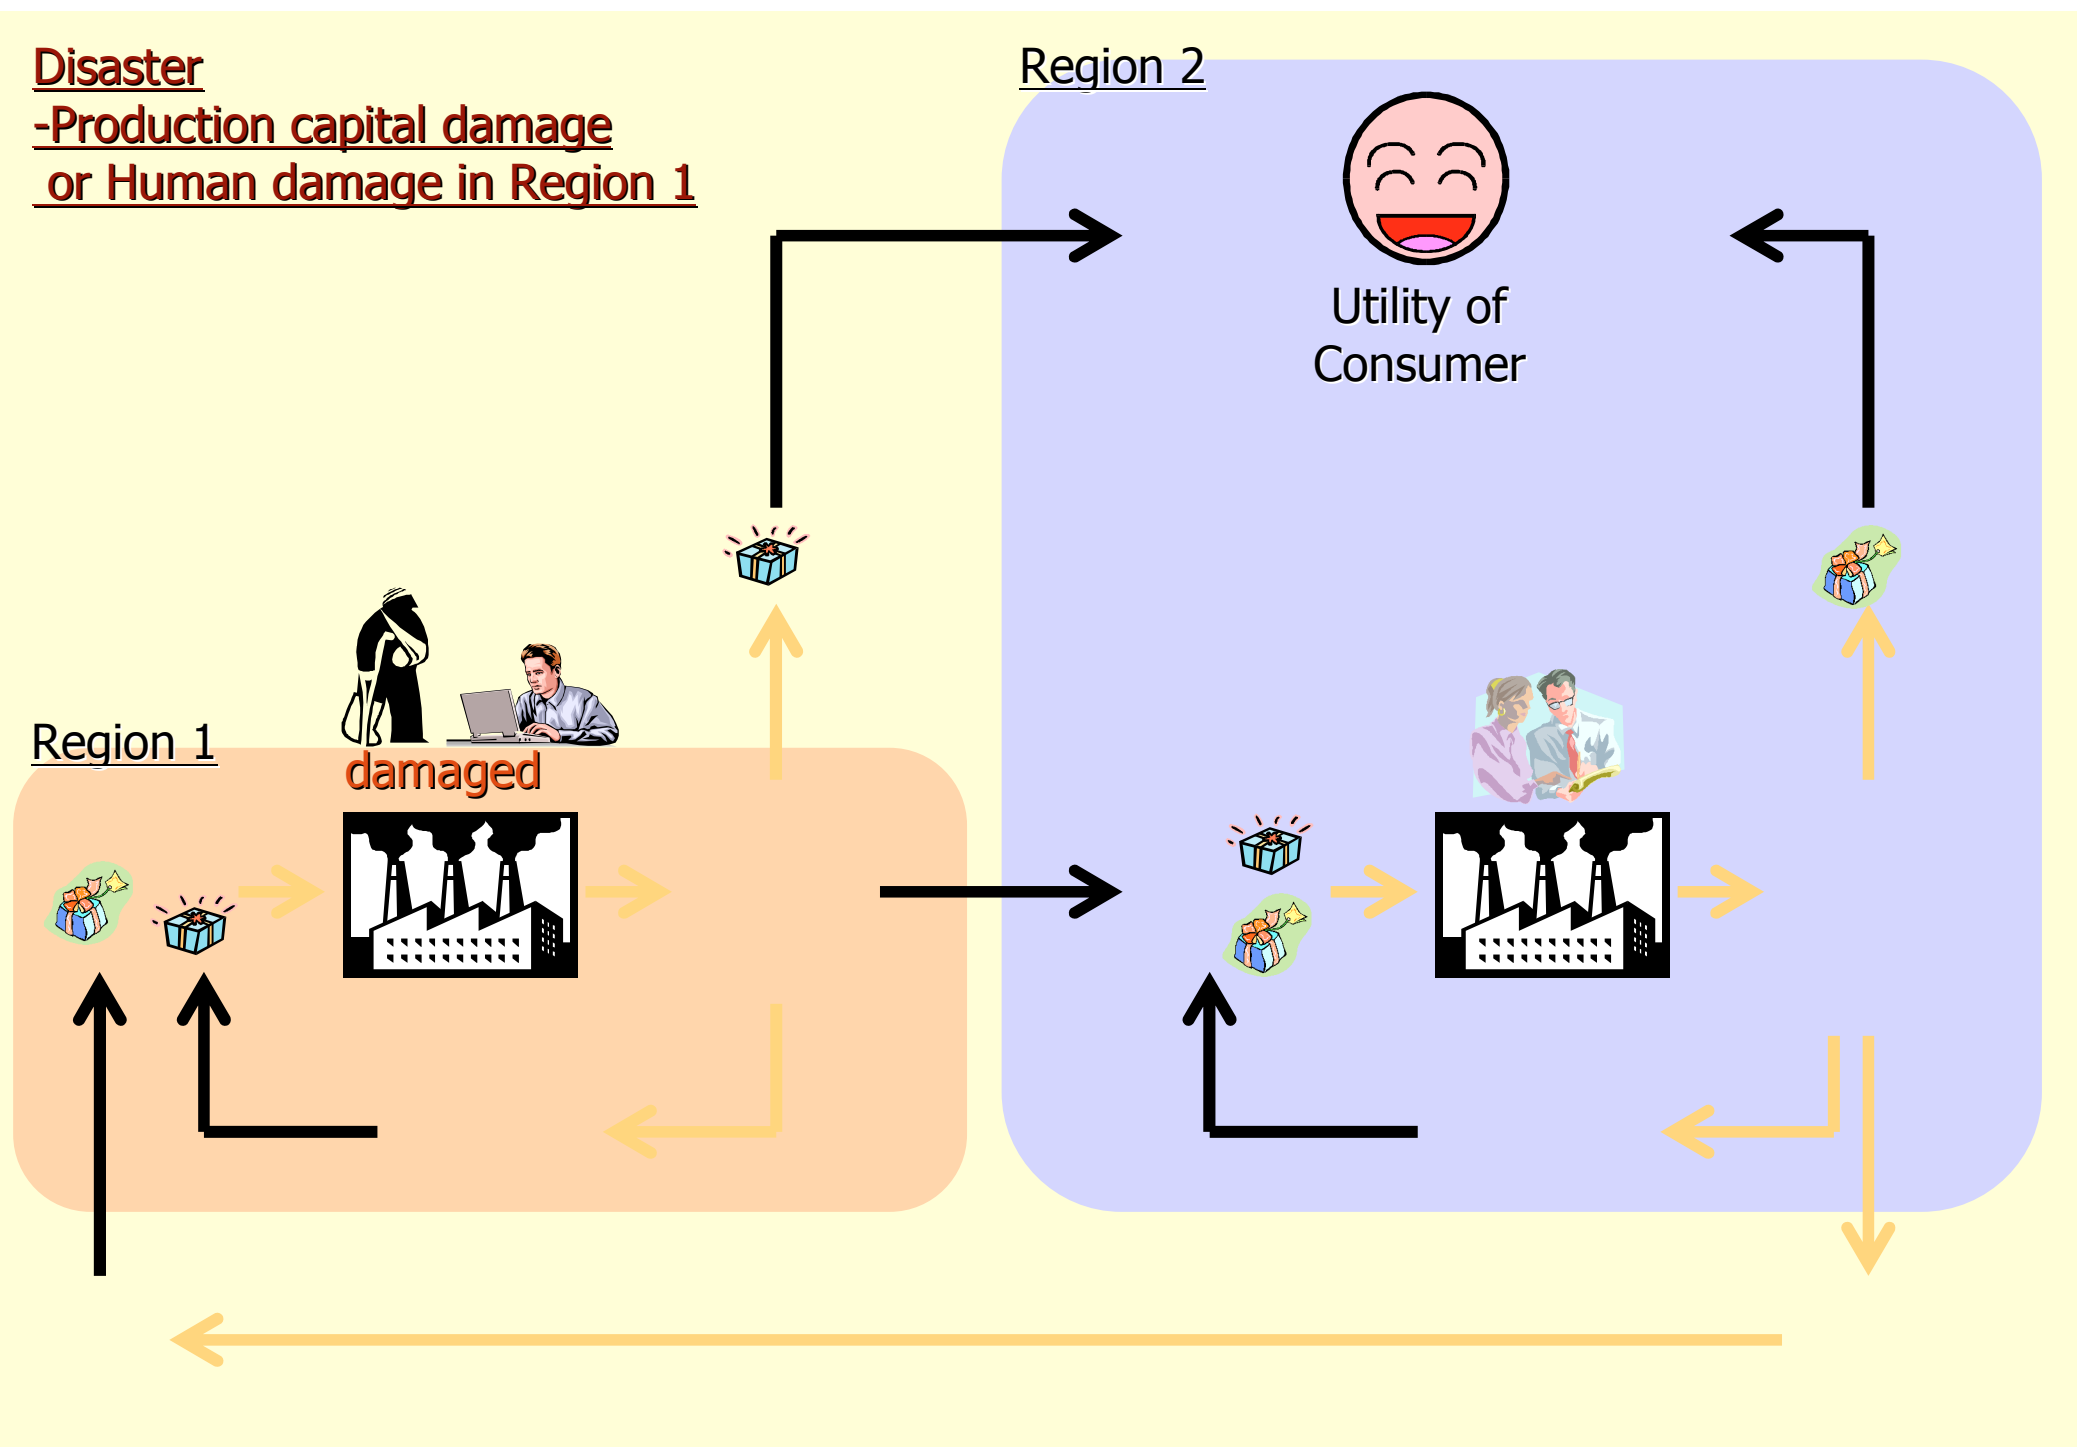 Disaster
-Production capital damage
or Human damage in Region 1
Region 2
Utility of
Consumer
Region 1
damaged